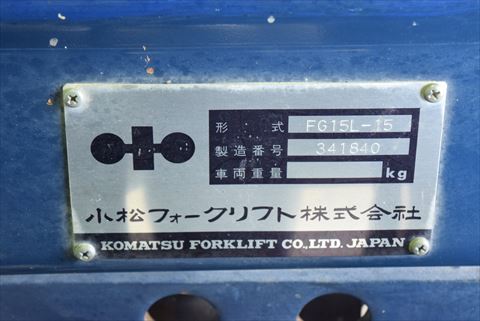 形 式 FG15L-15
製造番号 341840
車両重量 kg
小松フォークリフト株式会社
KOMATSU FORKLIFT CO.,LTD. JAPAN